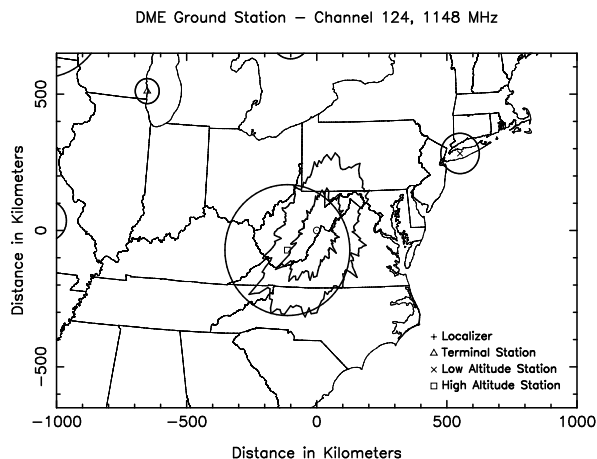 DME Ground Station – Channel 124, 1148 MHz
Distance in Kilometers
500
0
−500
+ Localizer
△ Terminal Station
× Low Altitude Station
□ High Altitude Station
−1000 −500 0 500 1000
Distance in Kilometers